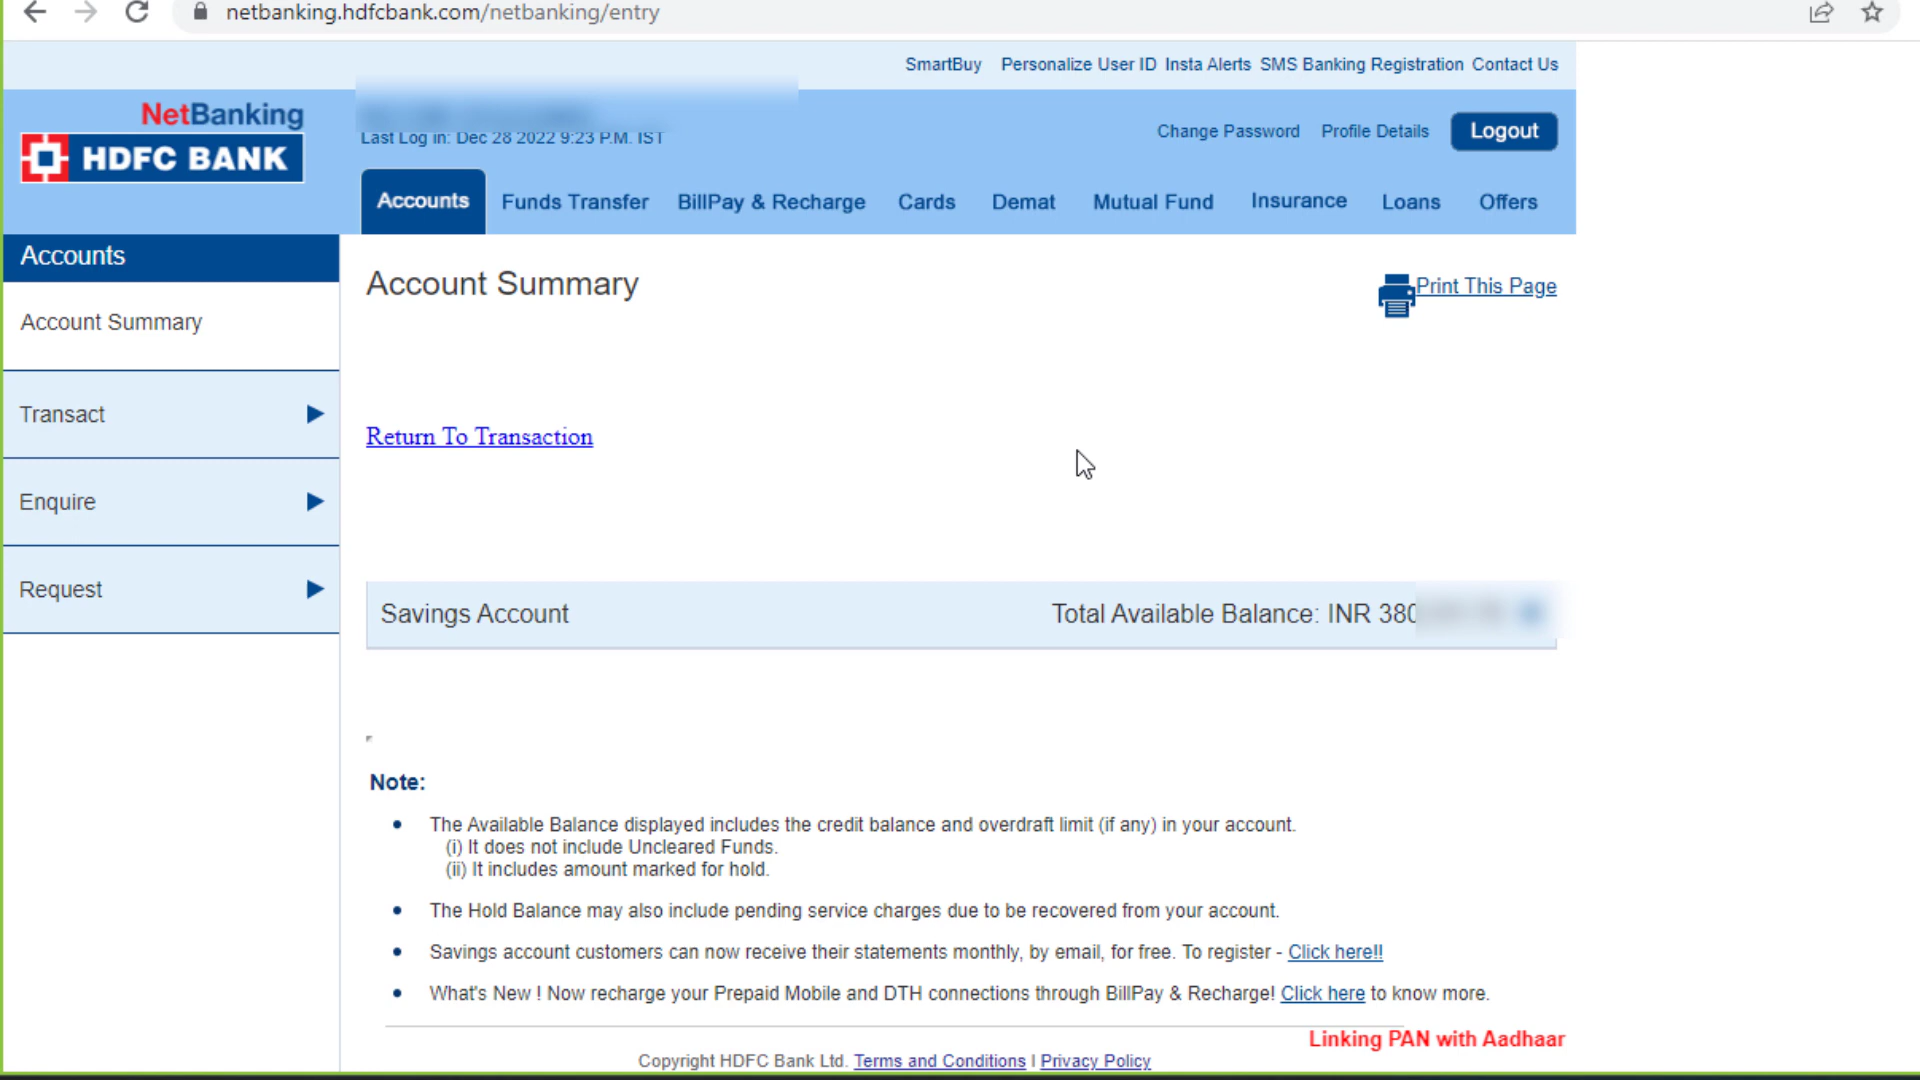 netbanking.hdfcbank.com/netbanking/entry
SmartBuy Personalize User ID Insta Alerts SMS Banking Registration Contact Us
NetBanking
HDFC BANK
Last Log in: Dec 28 2022 9:23 P.M. IST
Change Password Profile Details Logout
Accounts Funds Transfer BillPay & Recharge Cards Demat Mutual Fund Insurance Loans Offers
Accounts
Account Summary
Transact
Enquire
Request
Account Summary
Print This Page
Return To Transaction
Savings Account Total Available Balance: INR 380
Note:
The Available Balance displayed includes the credit balance and overdraft limit (if any) in your account.
(i) It does not include Uncleared Funds.
(ii) It includes amount marked for hold.
The Hold Balance may also include pending service charges due to be recovered from your account.
Savings account customers can now receive their statements monthly, by email, for free. To register - Click here!!
What's New ! Now recharge your Prepaid Mobile and DTH connections through BillPay & Recharge! Click here to know more.
Linking PAN with Aadhaar
Copyright HDFC Bank Ltd. Terms and Conditions I Privacy Policy